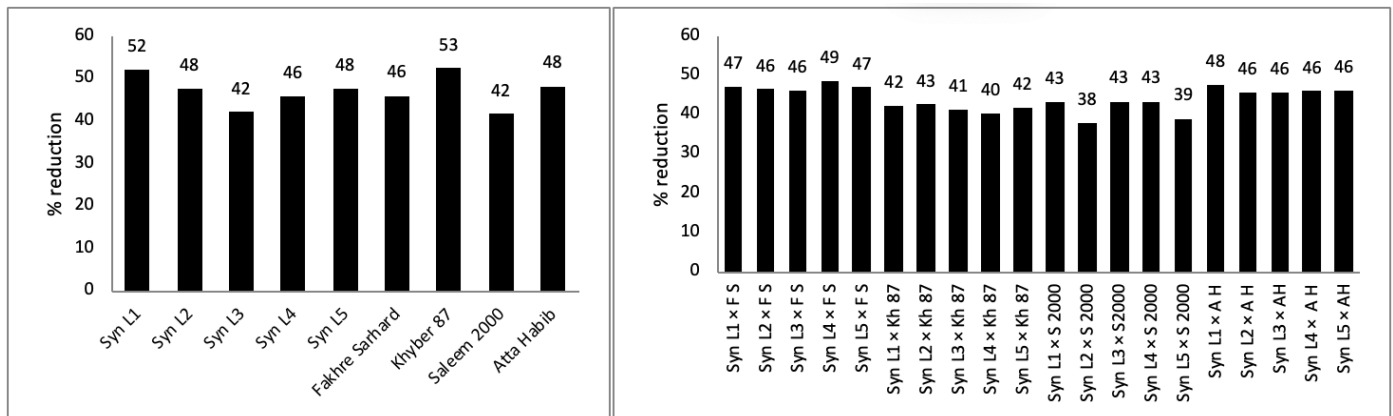 % reduction
60
50
40
30
20
10
0
52
48
42
46
48
46
53
42
48
Syn L1
Syn L2
Syn L3
Syn L4
Syn L5
Fakhre Sarhard
Khyber 87
Saleem 2000
Atta Habib
% reduction
60
50
40
30
20
10
0
47
46
46
49
47
42
43
41
40
42
43
38
43
43
39
48
46
46
46
46
Syn L1 × F S
Syn L2 × F S
Syn L3 × F S
Syn L4 × F S
Syn L5 × F S
Syn L1 × Kh 87
Syn L2 × Kh 87
Syn L3 × Kh 87
Syn L4 × Kh 87
Syn L5 × Kh 87
Syn L1 × S 2000
Syn L2 × S 2000
Syn L3 × S2000
Syn L4 × S 2000
Syn L5 × S 2000
Syn L1 × A H
Syn L2 × A H
Syn L3 × AH
Syn L4 × A H
Syn L5 × AH